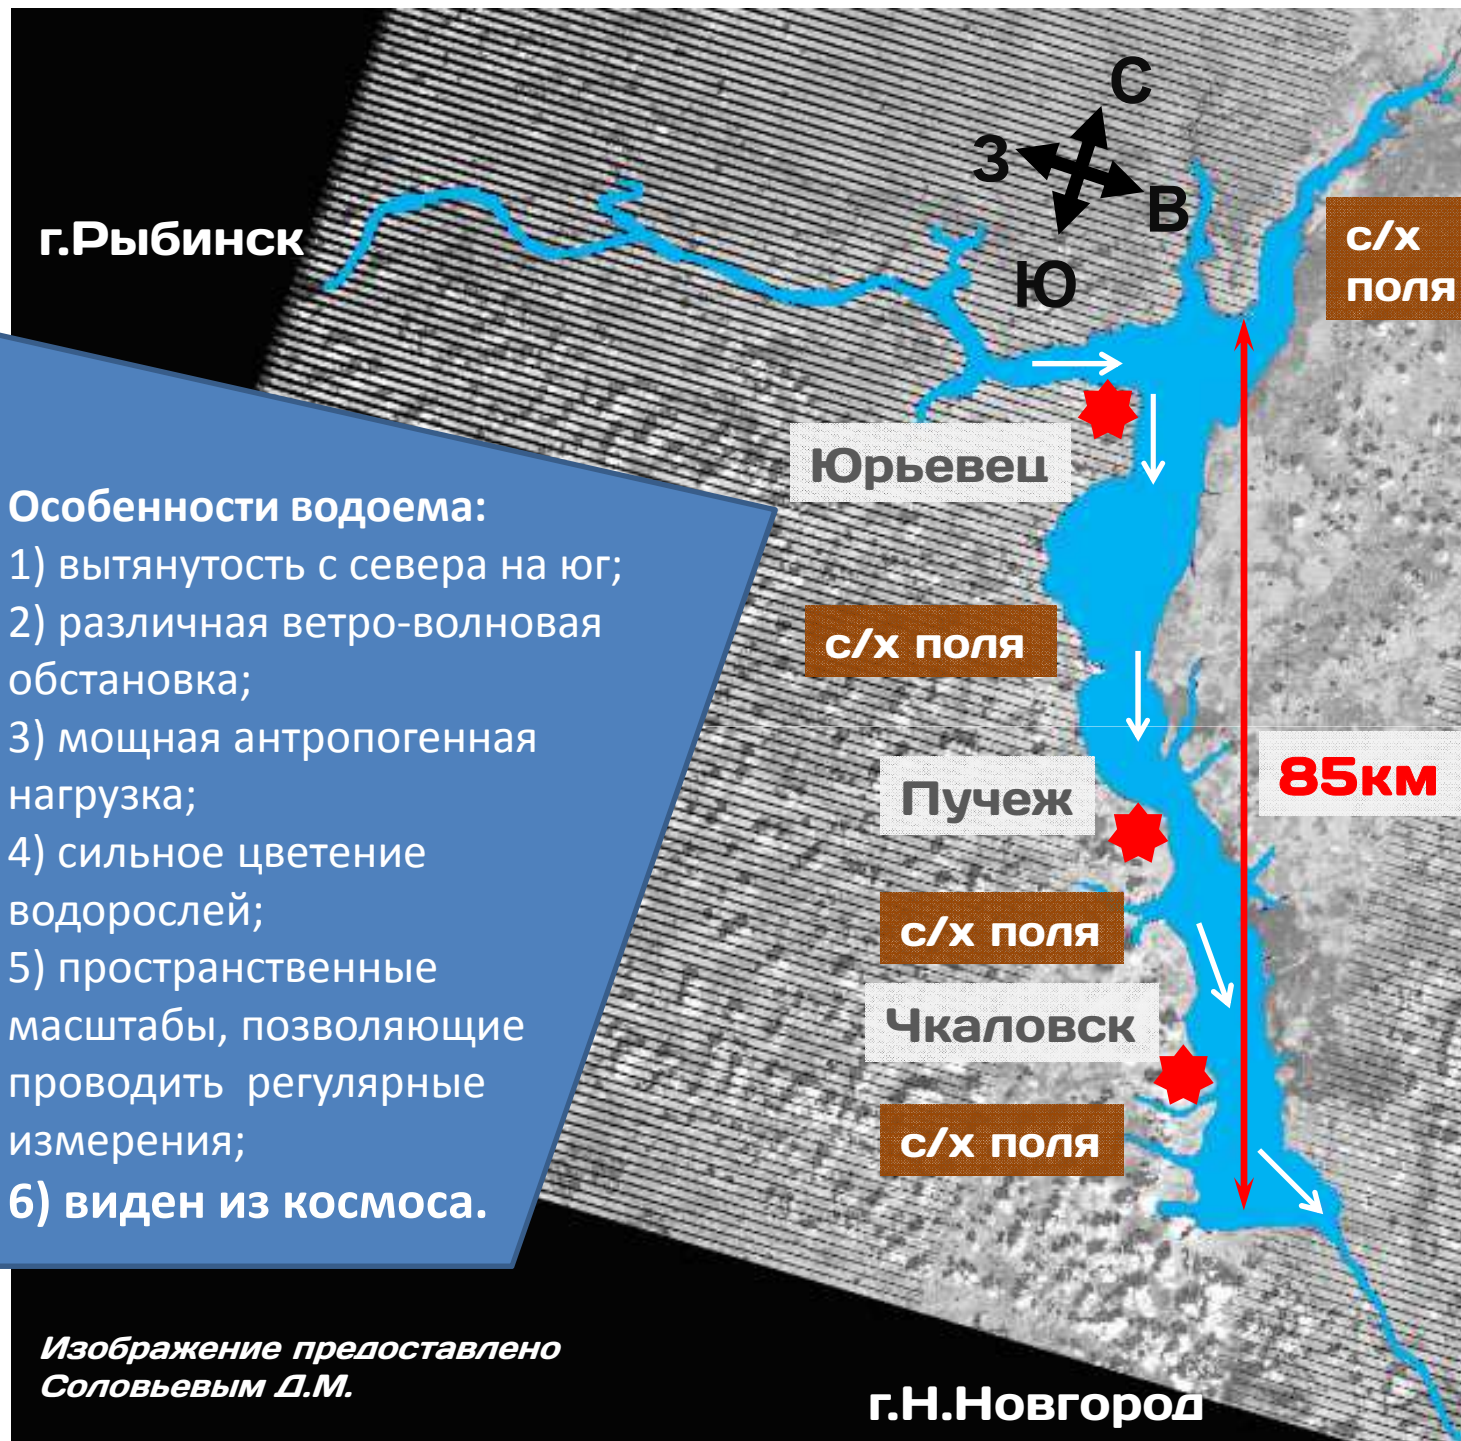 С
З
В
Ю
г.Рыбинск
с/х
поля
Юрьевец
Особенности водоема:
1) вытянутость с севера на юг;
2) различная ветро-волновая
обстановка;
3) мощная антропогенная
нагрузка;
4) сильное цветение
водорослей;
5) пространственные
масштабы, позволяющие
проводить регулярные
измерения;
6) виден из космоса.
с/х поля
85км
Пучеж
с/х поля
Чкаловск
с/х поля
Изображение предоставлено
Соловьевым Д.М.
г.Н.Новгород